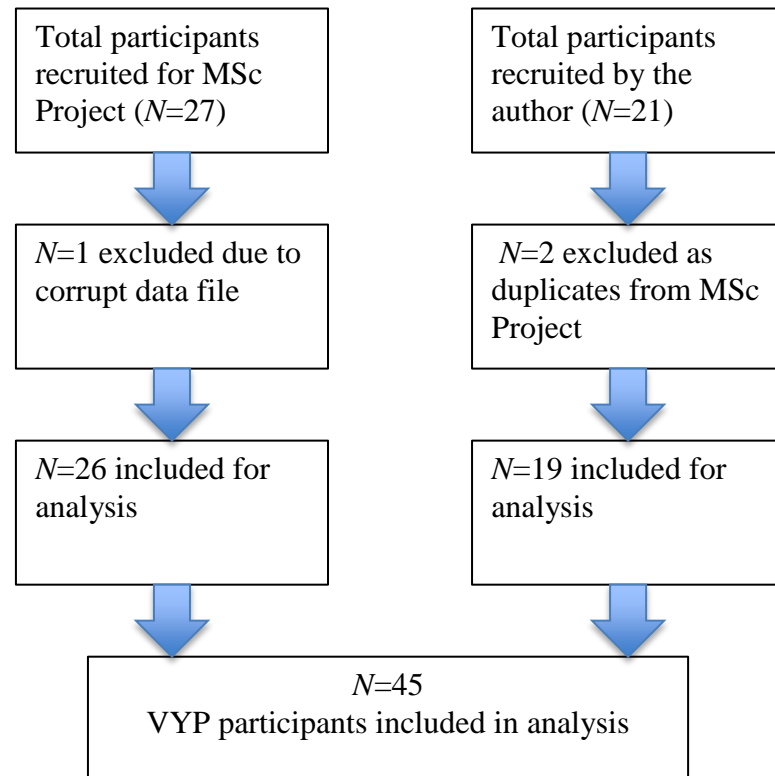 Total participants
recruited for MSc
Project (N=27)
Total participants
recruited by the
author (N=21)
N=1 excluded due to
corrupt data file
N=2 excluded as
duplicates from MSc
Project
N=26 included for
analysis
N=19 included for
analysis
N=45
VYP participants included in analysis